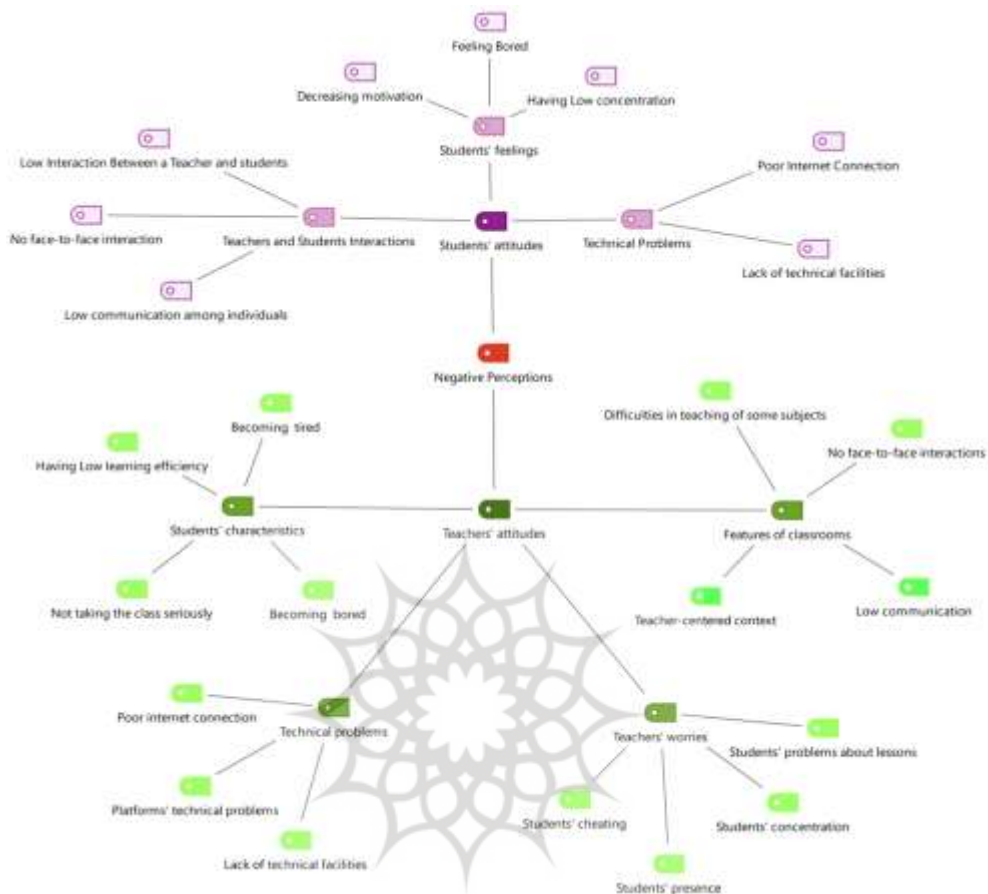 Feeling Bored
Decreasing motivation
Having Low concentration
Students' feelings
Low Interaction Between a Teacher and students
Poor Internet Connection
No face-to-face interaction
Teachers and Students Interactions
Students' attitudes
Technical Problems
Lack of technical facilities
Low communication among individuals
Negative Perceptions
Difficulties in teaching of some subjects
Becoming tired
No face-to-face interactions
Having Low learning efficiency
Students' characteristics
Teachers' attitudes
Features of classrooms
Not taking the class seriously
Becoming bored
Teacher-centered context
Low communication
Poor internet connection
Technical problems
Teachers' worries
Students' problems about lessons
Platforms' technical problems
Students' cheating
Students' concentration
Lack of technical facilities
Students' presence